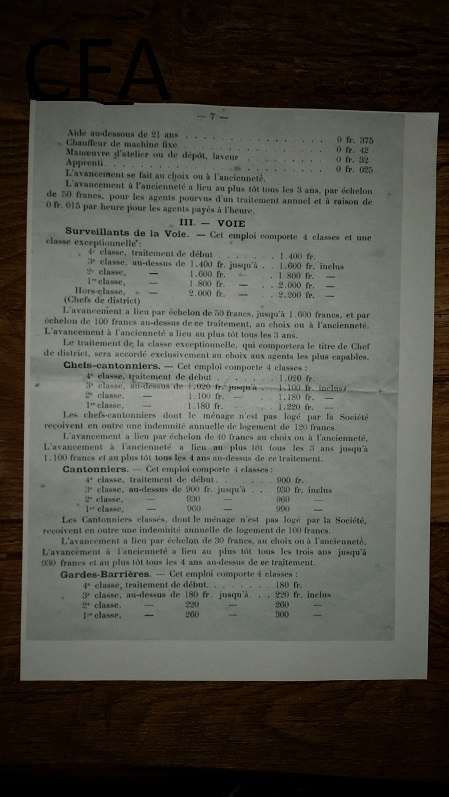 CFA
— 7 —
Aide au-dessous de 21 ans . . . . . . . . . . . . . . . . 0 fr. 375
Chauffeur de machine fixe . . . . . . . . . . . . . . . . 0 fr. 42
Manœuvre d'atelier ou de dépôt, laveur . . . . . . . . 0 fr. 32
Apprenti . . . . . . . . . . . . . . . . . . . . . . . . 0 fr. 025
L'avancement se fait au choix ou à l'ancienneté.
L'avancement à l'ancienneté a lieu au plus tôt tous les 3 ans, par échelon
de 50 francs, pour les agents pourvus d'un traitement annuel et à raison de
0 fr. 015 par heure pour les agents payés à l'heure.
III. — VOIE
Surveillants de la Voie. — Cet emploi comporte 4 classes et une
classe exceptionnelle :
4e classe, traitement de début . . . . . 1.400 fr.
3e classe, au-dessus de 1.400 fr. jusqu'à . . 1.600 fr. inclus
2e classe, — 1.600 fr. — . . 1.800 fr. —
1re classe, — 1.800 fr. — . . 2.000 fr. —
Hors-classe, — 2.000 fr. — . . 2.200 fr. —
(Chefs de district)
L'avancement a lieu par échelon de 50 francs, jusqu'à 1.600 francs, et par
échelon de 100 francs au-dessus de ce traitement, au choix ou à l'ancienneté.
L'avancement à l'ancienneté a lieu au plus tôt tous les 3 ans.
Le traitement de la classe exceptionnelle, qui comportera le titre de Chef
de district, sera accordé exclusivement au choix aux agents les plus capables.
Chefs-cantonniers. — Cet emploi comporte 4 classes :
4e classe, traitement de début . . . . . . 1.020 fr.
3e classe, au-dessus de 1.020 fr. jusqu'à . . 1.100 fr. inclus
2e classe, — 1.100 fr. — . . 1.180 fr. —
1re classe, — 1.180 fr. — . . 1.220 fr. —
Les chefs-cantonniers dont le ménage n'est pas logé par la Société
reçoivent en outre une indemnité annuelle de logement de 120 francs.
L'avancement a lieu par échelon de 40 francs au choix ou à l'ancienneté.
L'avancement à l'ancienneté a lieu au plus tôt tous les 3 ans jusqu'à
1.100 francs et au plus tôt tous les 4 ans au-dessus de ce traitement.
Cantonniers. — Cet emploi comporte 4 classes :
4e classe, traitement de début . . . . . . 900 fr.
3e classe, au-dessus de 900 fr. jusqu'à . . . 930 fr. inclus
2e classe, — 930 — 960 —
1re classe, — 960 — 990 —
Les Cantonniers classés, dont le ménage n'est pas logé par la Société,
reçoivent en outre une indemnité annuelle de logement de 100 francs.
L'avancement a lieu par échelon de 30 francs, au choix ou à l'ancienneté.
L'avancement à l'ancienneté a lieu au plus tôt tous les trois ans jusqu'à
930 francs et au plus tôt tous les 4 ans au-dessus de ce traitement.
Gardes-Barrières. — Cet emploi comporte 4 classes :
4e classe, traitement de début . . . . . . . 180 fr.
3e classe, au-dessus de 180 fr. jusqu'à . . . 220 fr. inclus
2e classe, — 220 — 260 —
1re classe, — 260 — 300 —